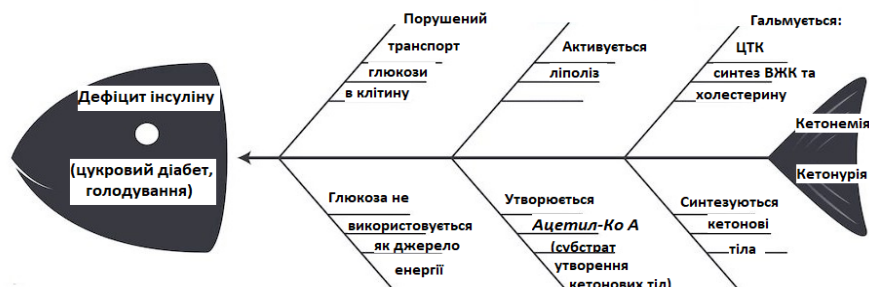 Дефіцит інсуліну
(цукровий діабет,
голодування)
Порушений
транспорт
глюкози
в клітину
Активується
ліполіз
Гальмується:
ЦТК
синтез ВЖК та
холестерину
Глюкоза не
використовується
як джерело
енергії
Утворюється
Ацетил-Ко А
(субстрат
утворення
кетонових тіл)
Синтезуються
кетонові
тіла
Кетонемія
Кетонурія